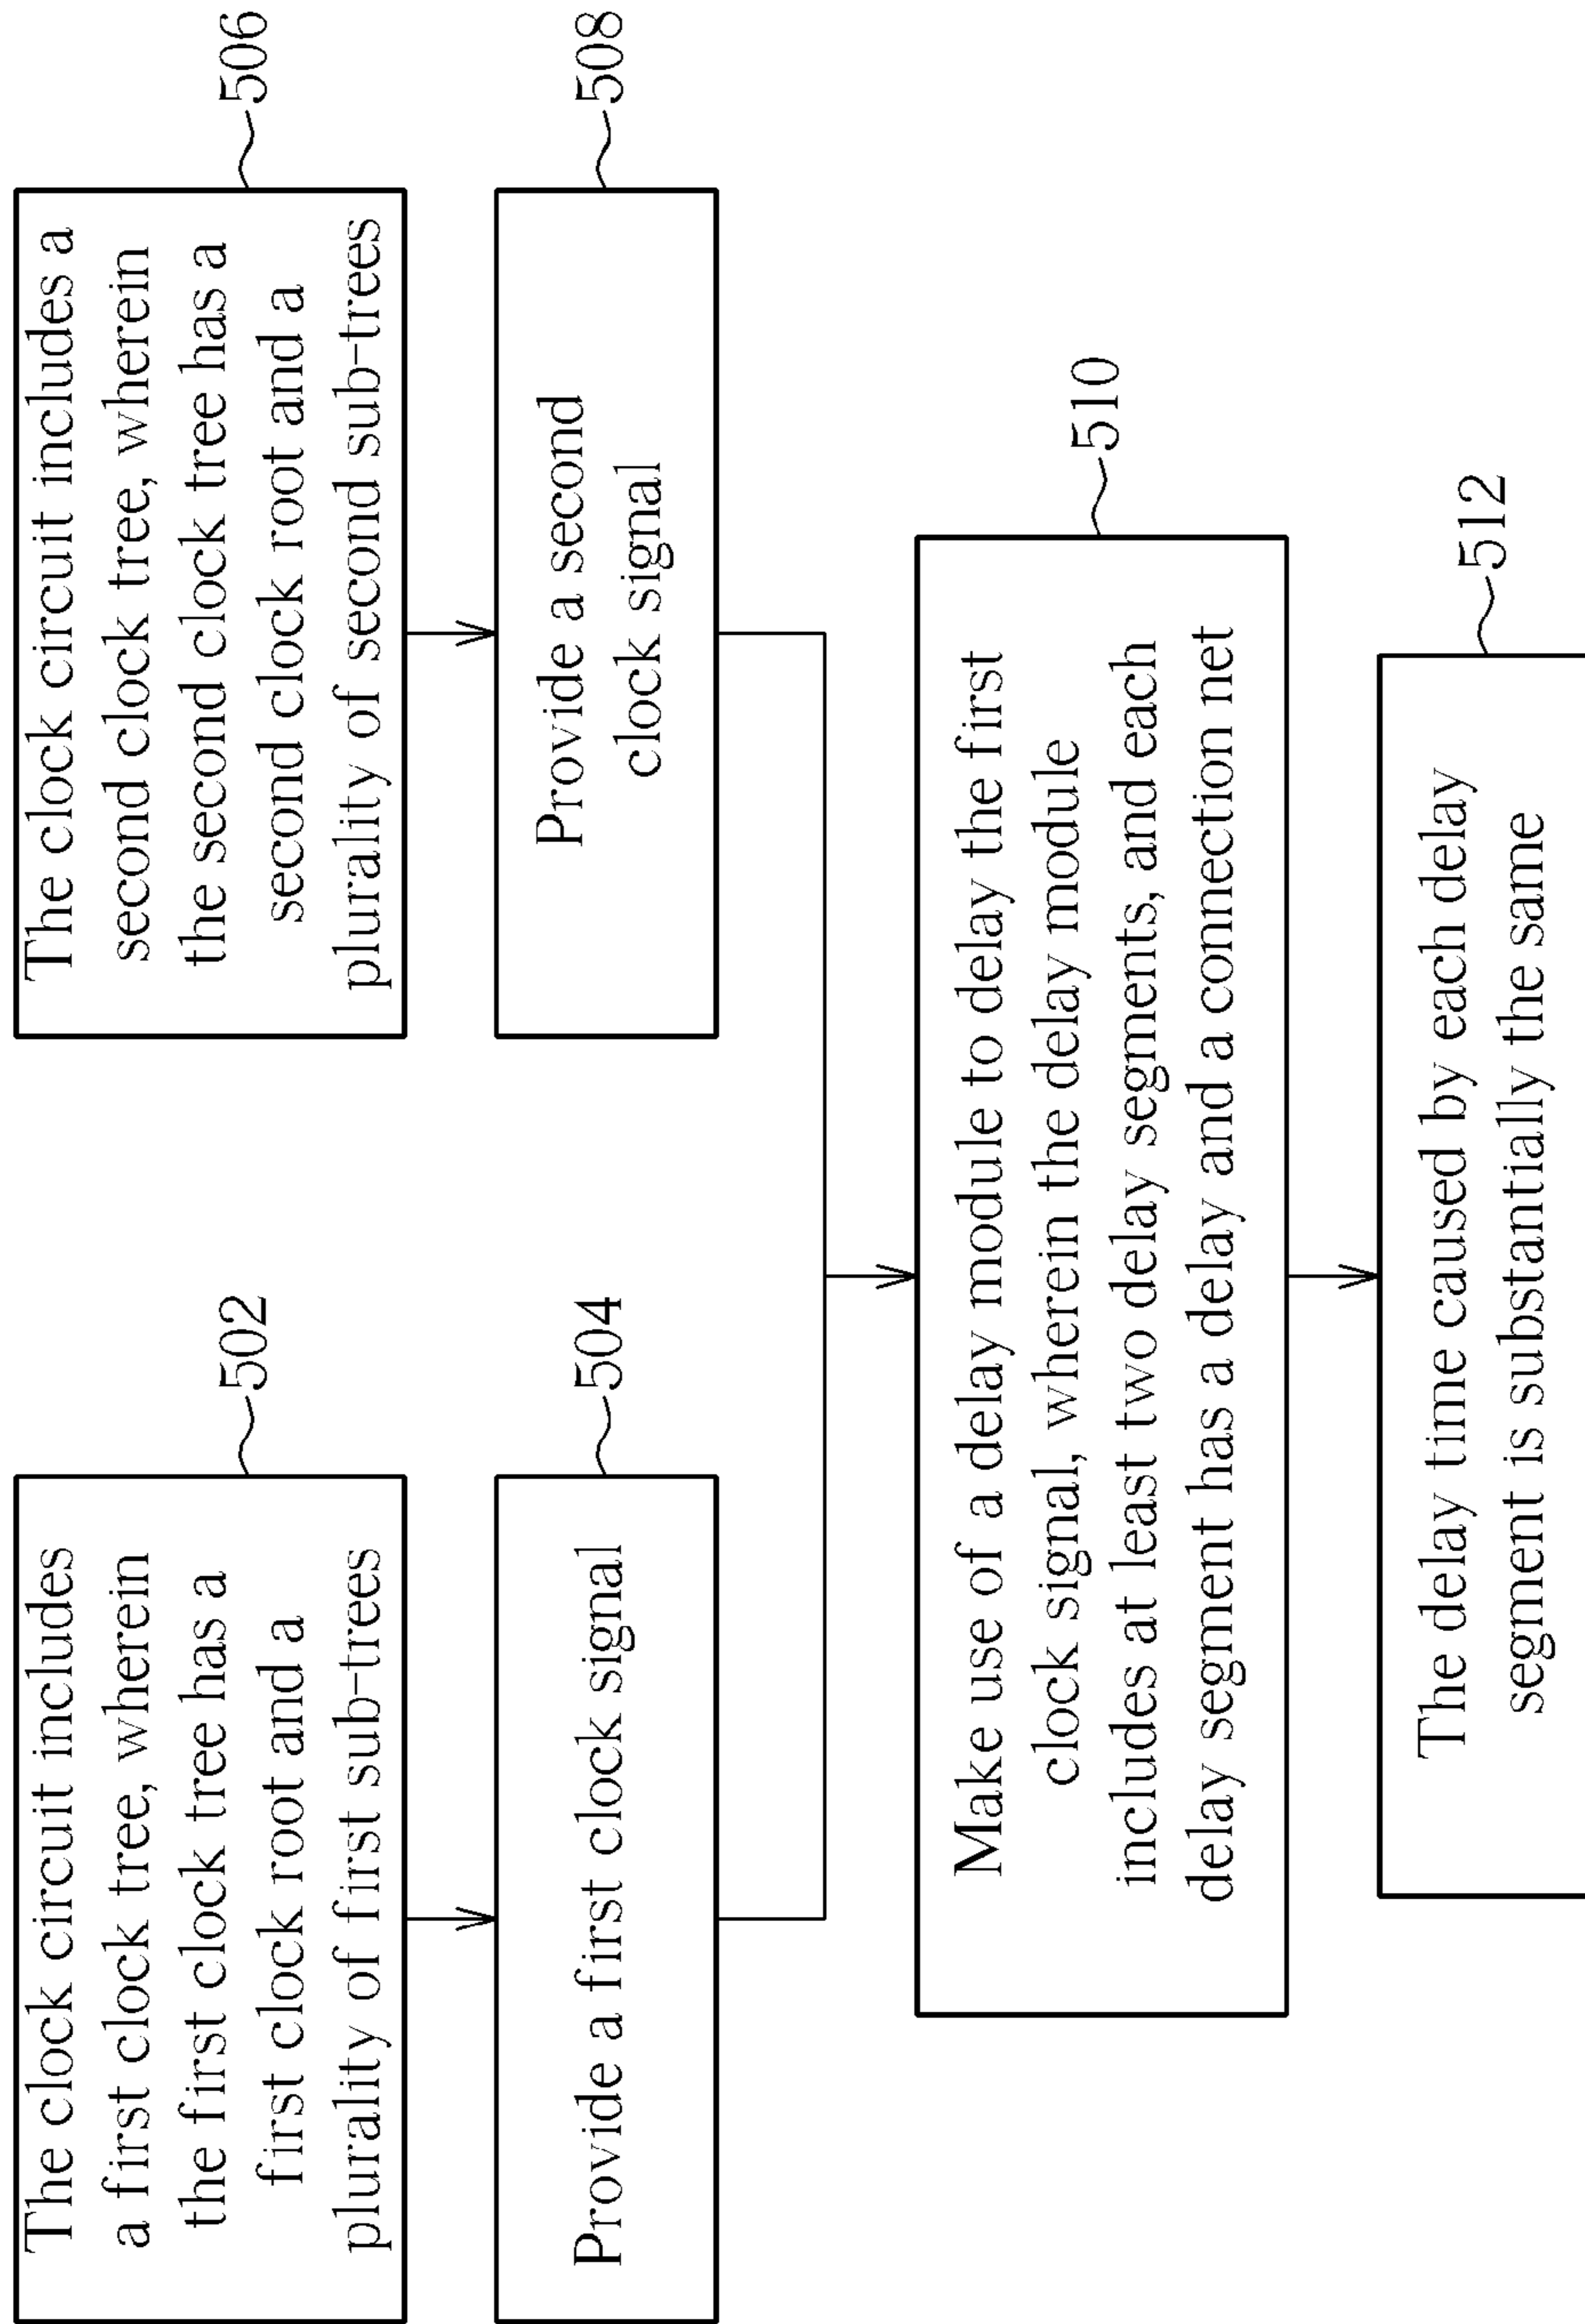 The clock circuit includes
a first clock tree, wherein
the first clock tree has a
first clock root and a
plurality of first sub-trees
502
Provide a first clock signal
504
The clock circuit includes a
second clock tree, wherein
the second clock tree has a
second clock root and a
plurality of second sub-trees
506
Provide a second
clock signal
508
Make use of a delay module to delay the first
clock signal, wherein the delay module
includes at least two delay segments, and each
delay segment has a delay and a connection net
510
The delay time caused by each delay
segment is substantially the same
512